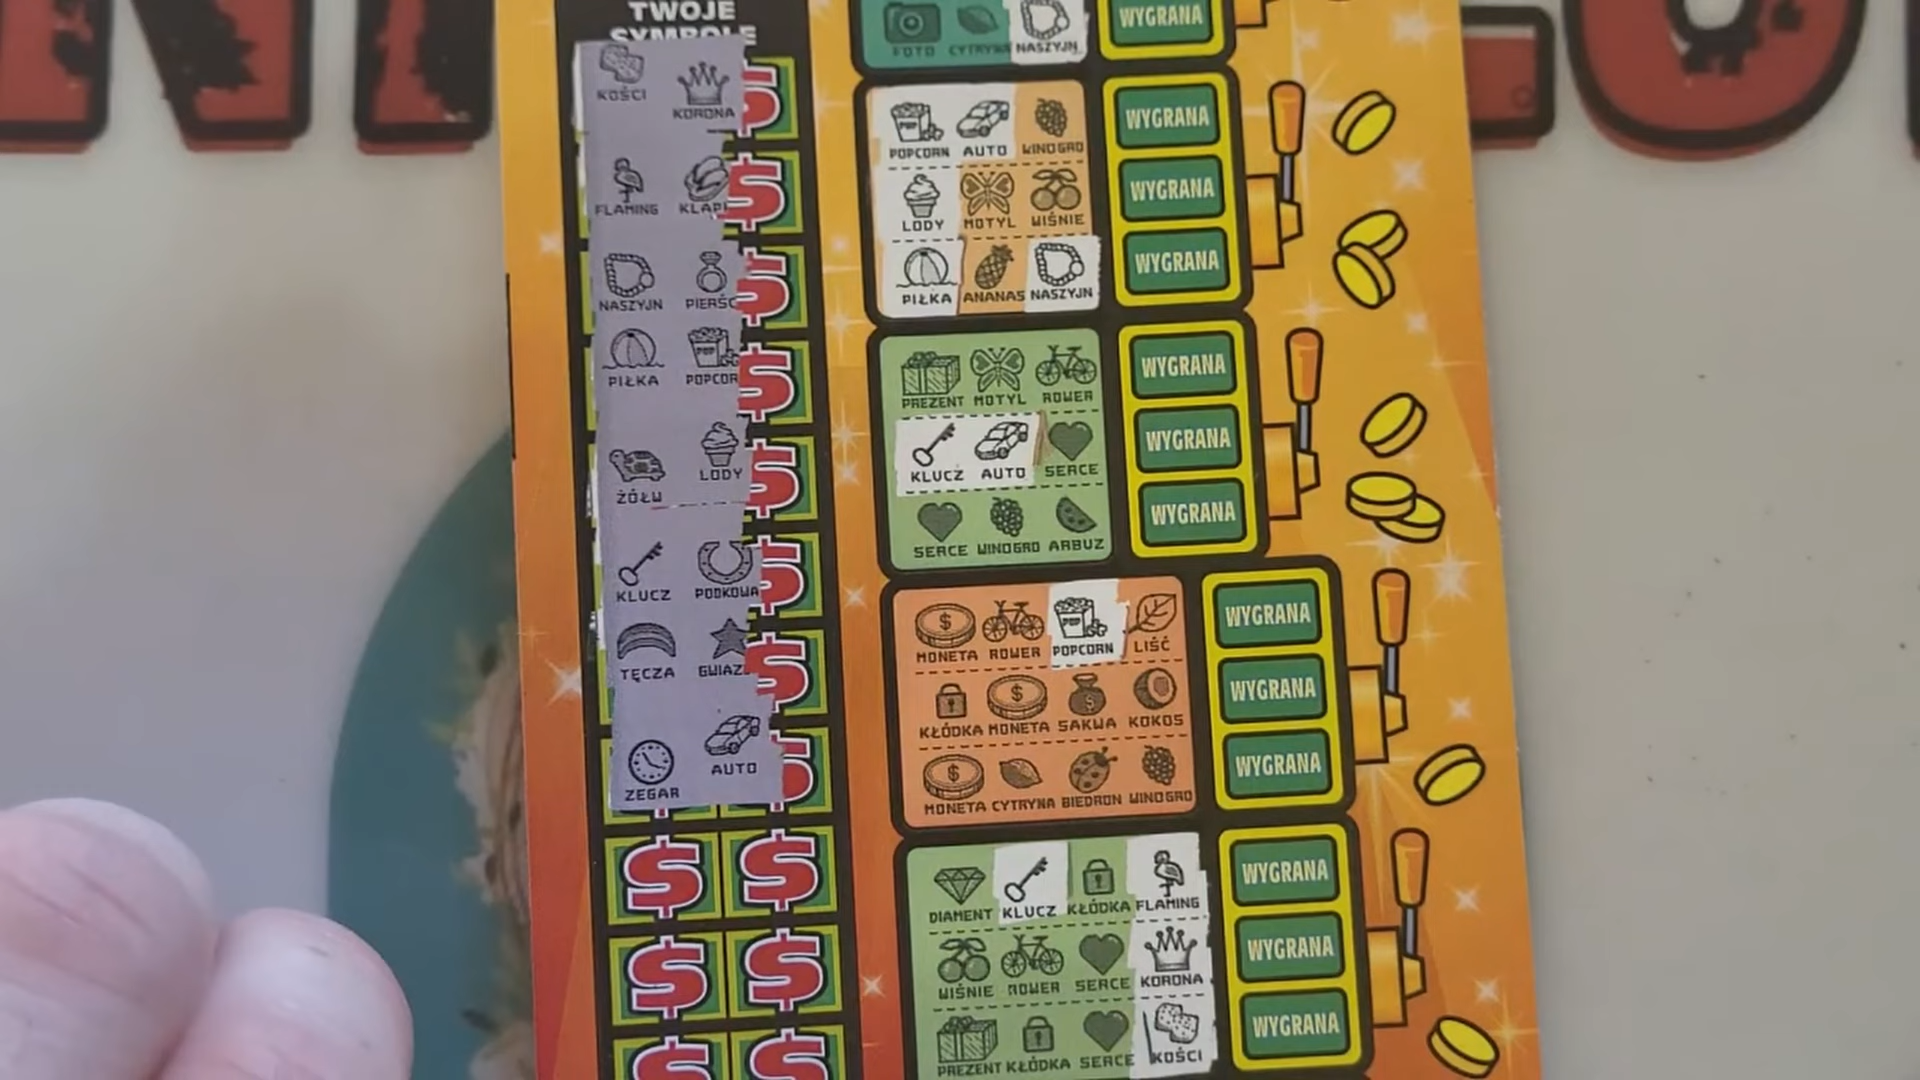 TWOJE
SYMBOLE
KOŚCI KORONA
FLAMING
NASZYJN
PIŁKA
ŻÓŁW LODY
KLUCZ PODKOWA
TĘCZA
ZEGAR AUTO
FOTO CYTRYNA NASZYJN
WYGRANA
POPCORN AUTO WINOGRO
LODY MOTYL WIŚNIE
PIŁKA ANANAS NASZYJN
WYGRANA
WYGRANA
WYGRANA
PREZENT MOTYL ROWER
KLUCZ AUTO SERCE
SERCE WINOGRO ARBUZ
WYGRANA
WYGRANA
WYGRANA
MONETA ROWER POPCORN LIŚĆ
KŁÓDKA MONETA SAKWA KOKOS
MONETA CYTRYNA BIEDRON WINOGRO
WYGRANA
WYGRANA
WYGRANA
DIAMENT KLUCZ KŁÓDKA FLAMING
WIŚNIE ROWER SERCE KORONA
PREZENT KŁÓDKA SERCE KOŚCI
WYGRANA
WYGRANA
WYGRANA